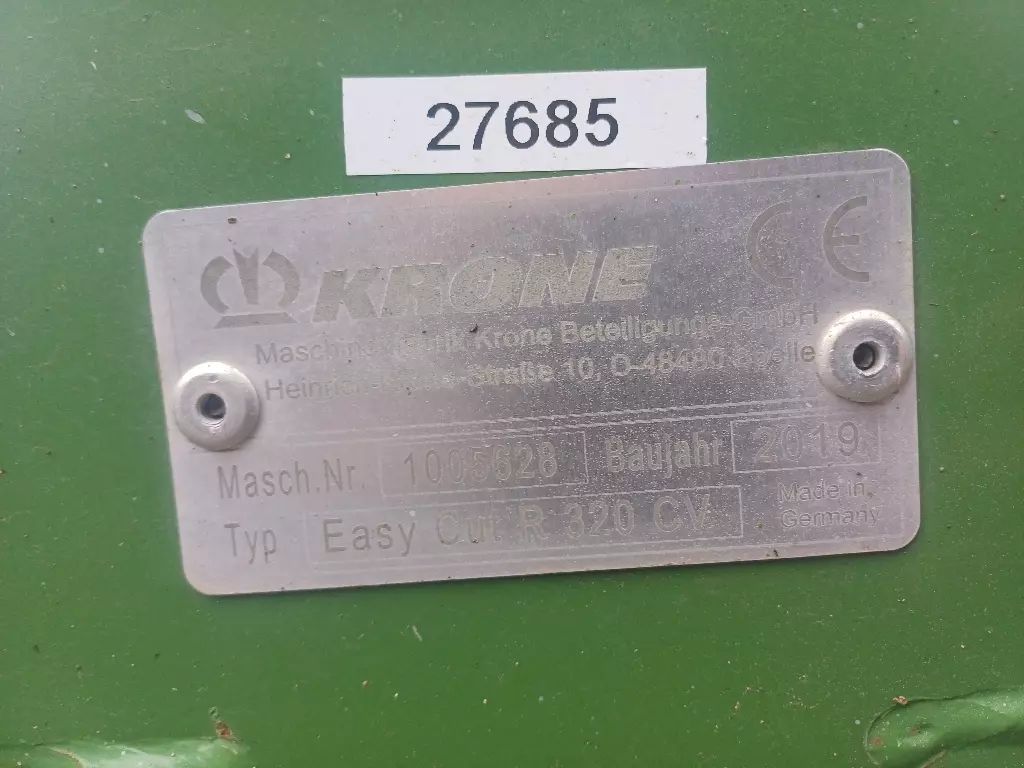 27685
KRONE CE
Maschinenfabrik Krone Beteiligungs-GmbH
Heinrich-Krone-Straße 10, D-48480 Spelle
Masch.Nr. 1005628 Baujahr 2019
Typ Easy Cut R 320 CV Made in
Germany